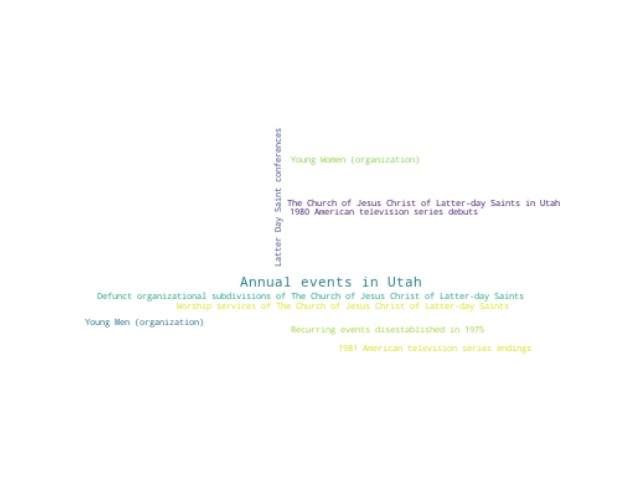 Latter Day Saint conferences
Young Women (organization)
The Church of Jesus Christ of Latter-day Saints in Utah
1980 American television series debuts
Annual events in Utah
Defunct organizational subdivisions of The Church of Jesus Christ of Latter-day Saints
Worship services of The Church of Jesus Christ of Latter-day Saints
Young Men (organization)
Recurring events disestablished in 1975
1981 American television series endings